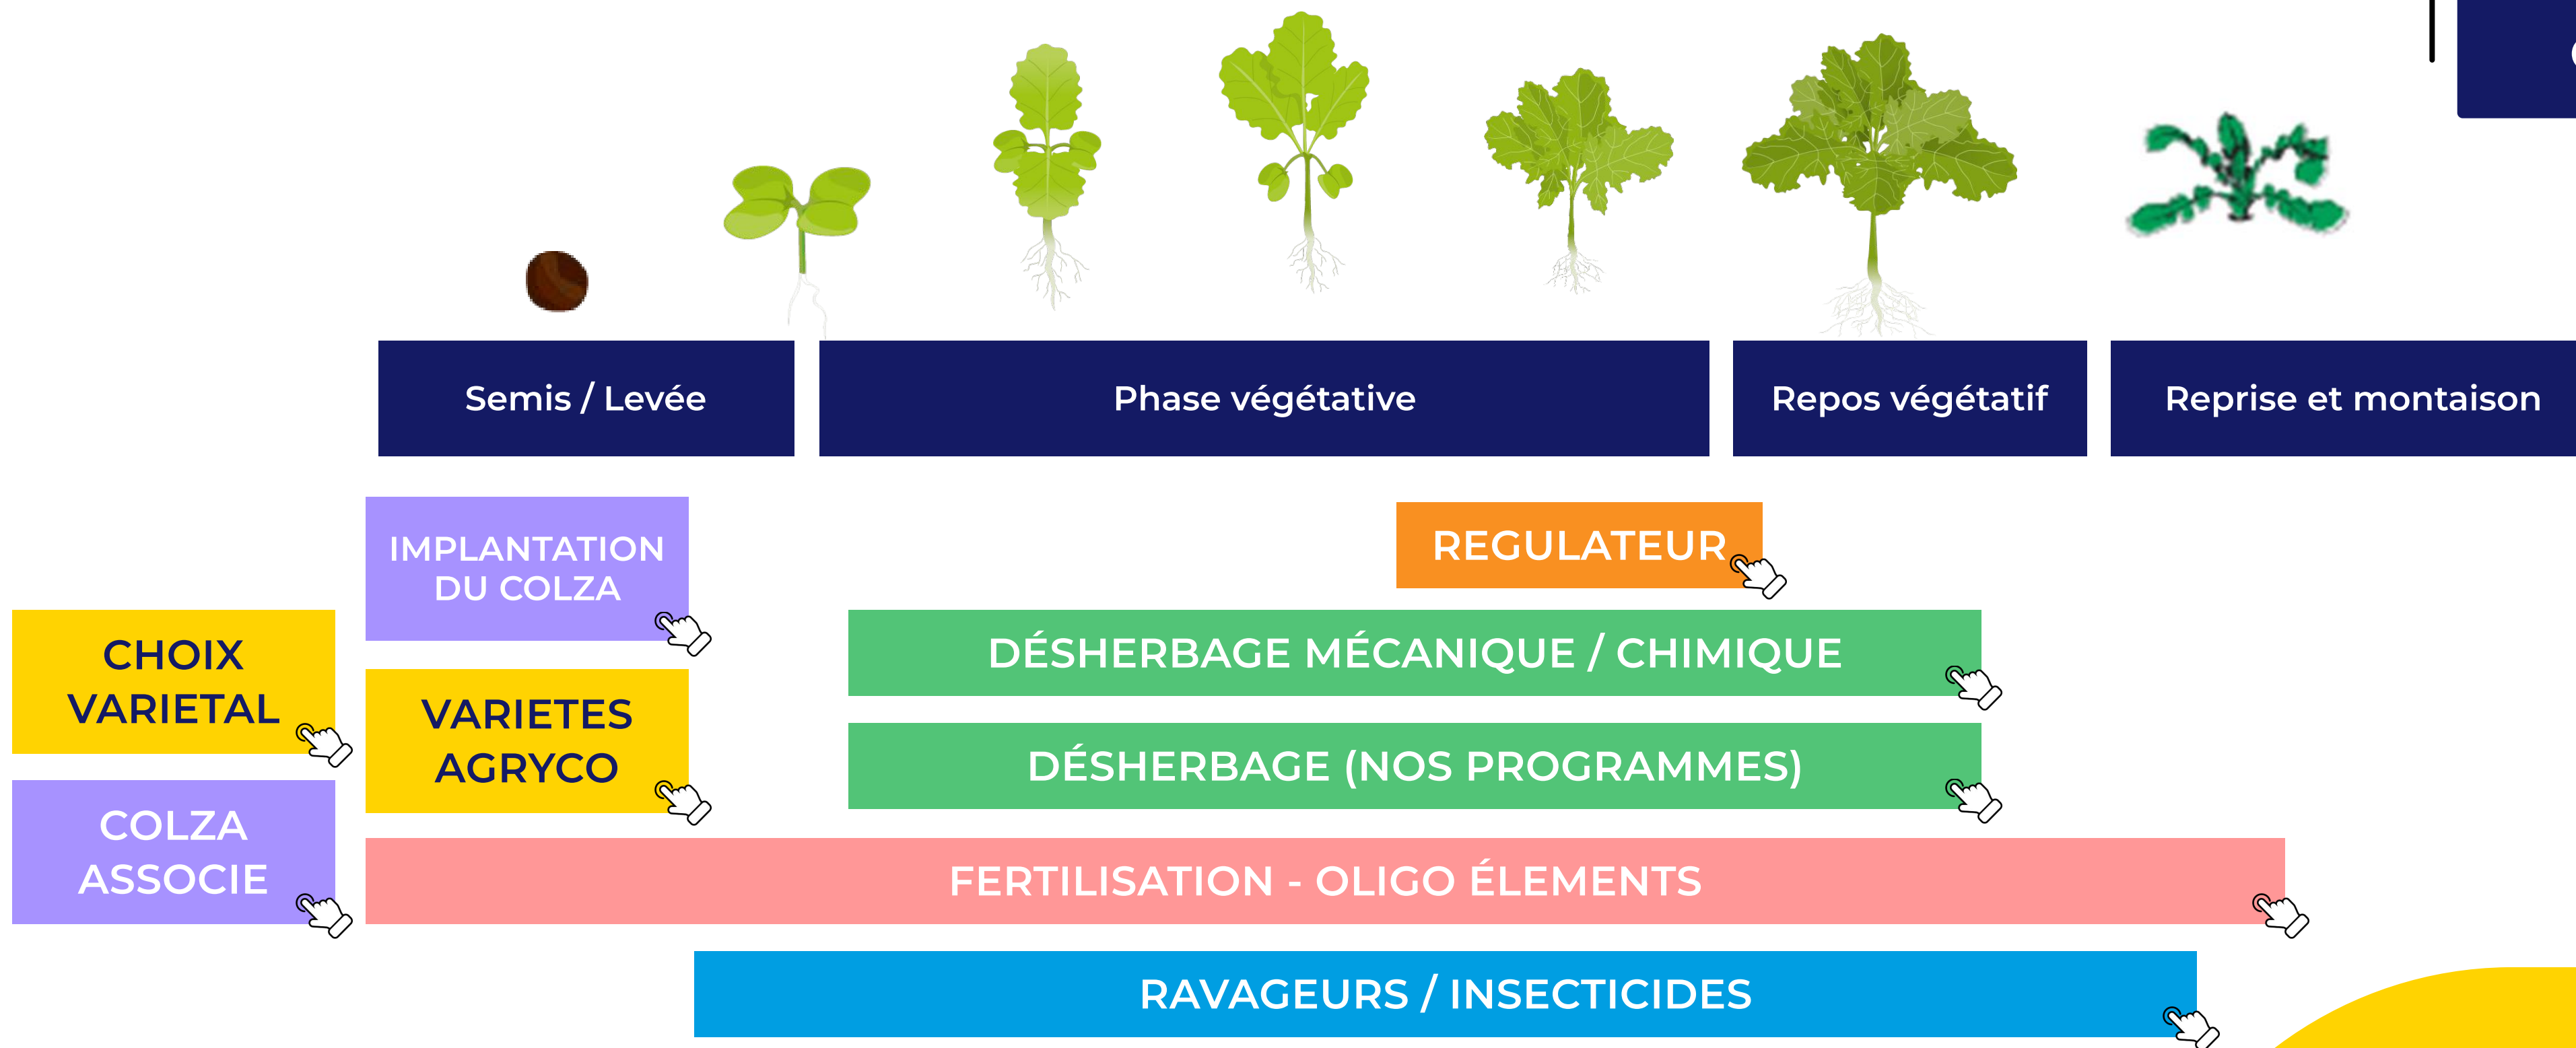 Semis / Levée
Phase végétative
Repos végétatif
Reprise et montaison
IMPLANTATION
DU COLZA
REGULATEUR
CHOIX
VARIETAL
DÉSHERBAGE MÉCANIQUE / CHIMIQUE
VARIETES
AGRYCO
DÉSHERBAGE (NOS PROGRAMMES)
COLZA
ASSOCIE
FERTILISATION - OLIGO ÉLEMENTS
RAVAGEURS / INSECTICIDES